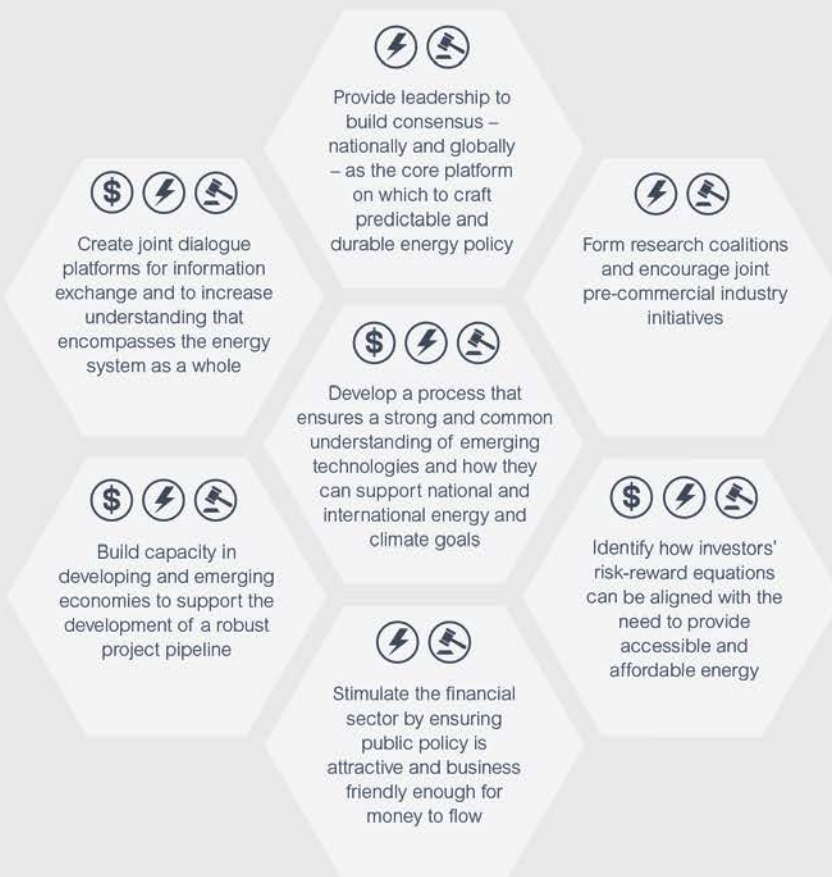 Provide leadership to
build consensus –
nationally and globally
– as the core platform
on which to craft
predictable and
durable energy policy
$
Create joint dialogue
platforms for information
exchange and to increase
understanding that
encompasses the energy
system as a whole
Form research coalitions
and encourage joint
pre-commercial industry
initiatives
$
Develop a process that
ensures a strong and common
understanding of emerging
technologies and how they
can support national and
international energy and
climate goals
$
Build capacity in
developing and emerging
economies to support the
development of a robust
project pipeline
$
Identify how investors'
risk-reward equations
can be aligned with the
need to provide
accessible and
affordable energy
Stimulate the financial
sector by ensuring
public policy is
attractive and business
friendly enough for
money to flow